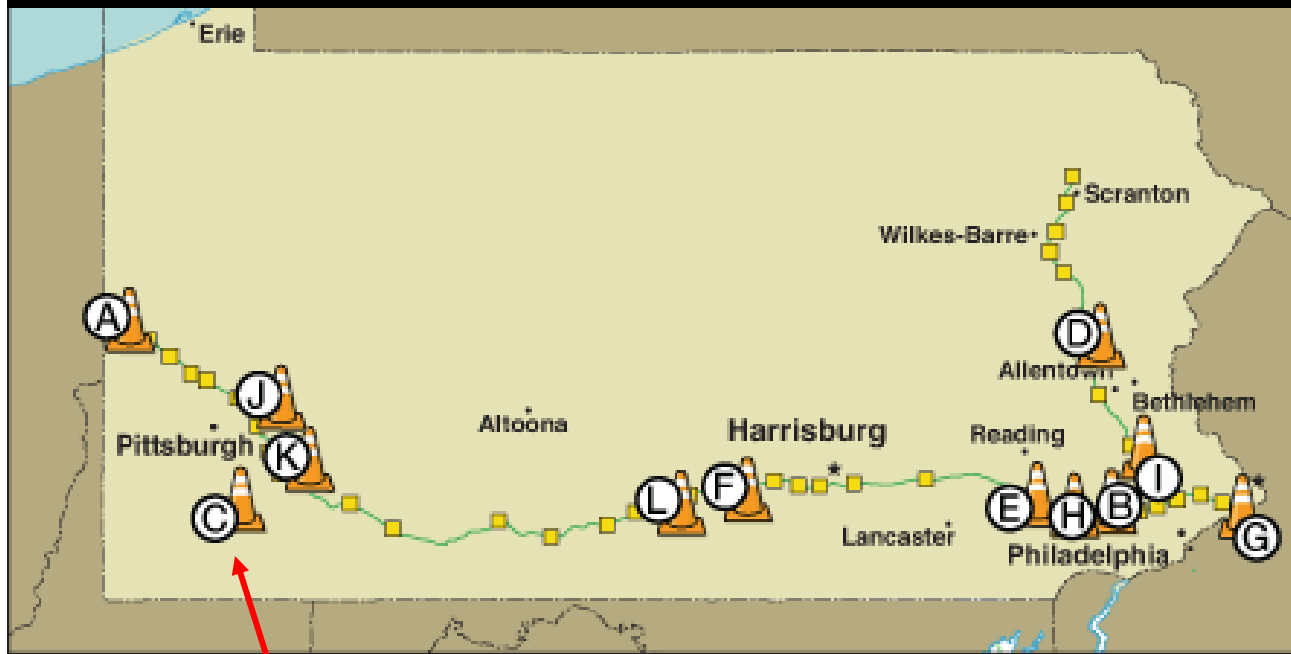 Erie
Scranton
Wilkes-Barre
A
D
Allentown
J
Bethlehem
Altoona
Harrisburg
Reading
Pittsburgh
K
I
L
F
C
E
H
B
Lancaster
G
Philadelphia